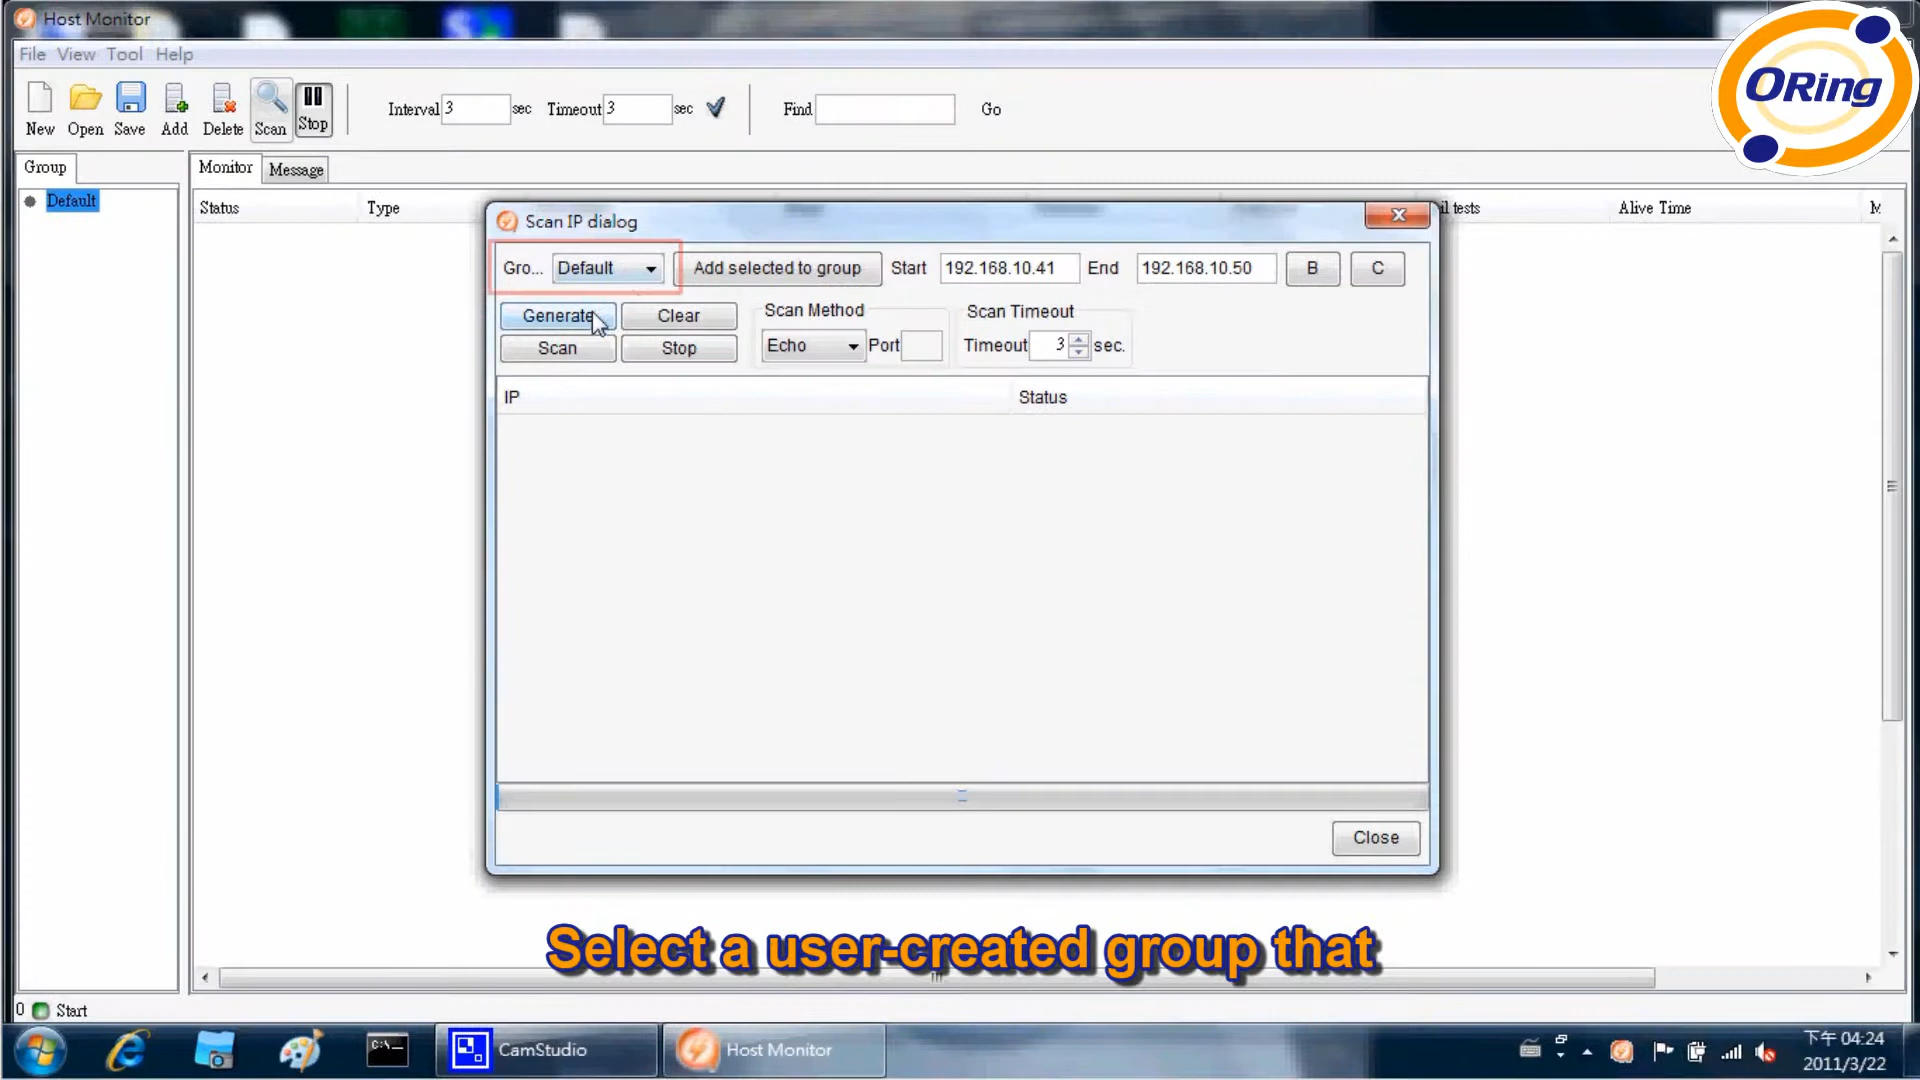 Host Monitor
File View Tool Help
ORing
New Open Save Add Delete Scan Stop
Interval 3 sec Timeout 3 sec Find Go
Group
Monitor Message
Default
Status Type il tests Alive Time M
Scan IP dialog
Gro... Default Add selected to group Start 192.168.10.41 End 192.168.10.50 B C
Generate Clear Scan Method Scan Timeout
Scan Stop Echo Port Timeout 3 sec.
IP Status
Close
Select a user-created group that
0 Start
C:\_ CamStudio Host Monitor
下午 04:24
2011/3/22